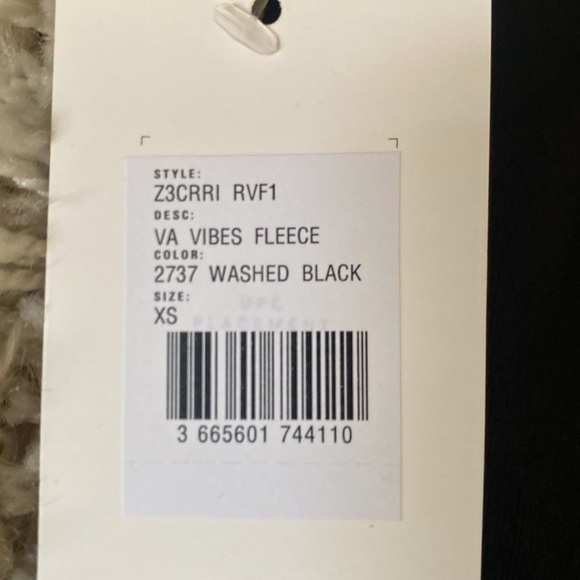 STYLE:
Z3CRRI RVF1
DESC:
VA VIBES FLEECE
COLOR:
2737 WASHED BLACK
SIZE:
XS
3 665601 744110